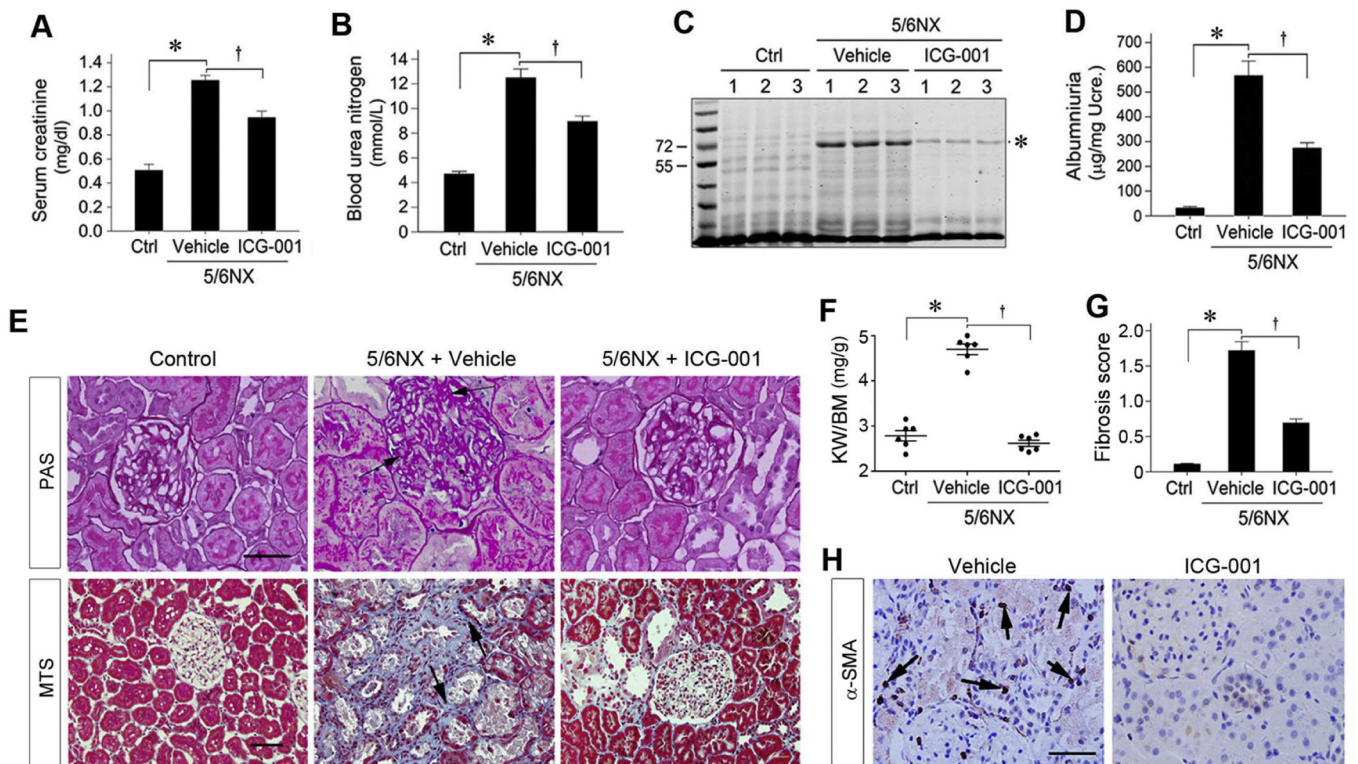 A
Serum creatinine
(mg/dl)
1.4
1.2
1.0
0.8
0.6
0.4
0.2
0.0
*
†
Ctrl Vehicle ICG-001
5/6NX
B
Blood urea nitrogen
(mmol/L)
14
12
10
8
6
4
2
0
*
†
Ctrl Vehicle ICG-001
5/6NX
C
5/6NX
Ctrl Vehicle ICG-001
1 2 3 1 2 3 1 2 3
72
55
*
D
Albumniuria
(μg/mg Ucre.)
700
600
500
400
300
200
100
0
*
†
Ctrl Vehicle ICG-001
5/6NX
E
Control 5/6NX + Vehicle 5/6NX + ICG-001
PAS
MTS
F
KW/BM (mg/g)
5
4
3
2
*
†
Ctrl Vehicle ICG-001
5/6NX
G
Fibrosis score
2.0
1.5
1.0
0.5
0
*
†
Ctrl Vehicle ICG-001
5/6NX
H
Vehicle ICG-001
α-SMA